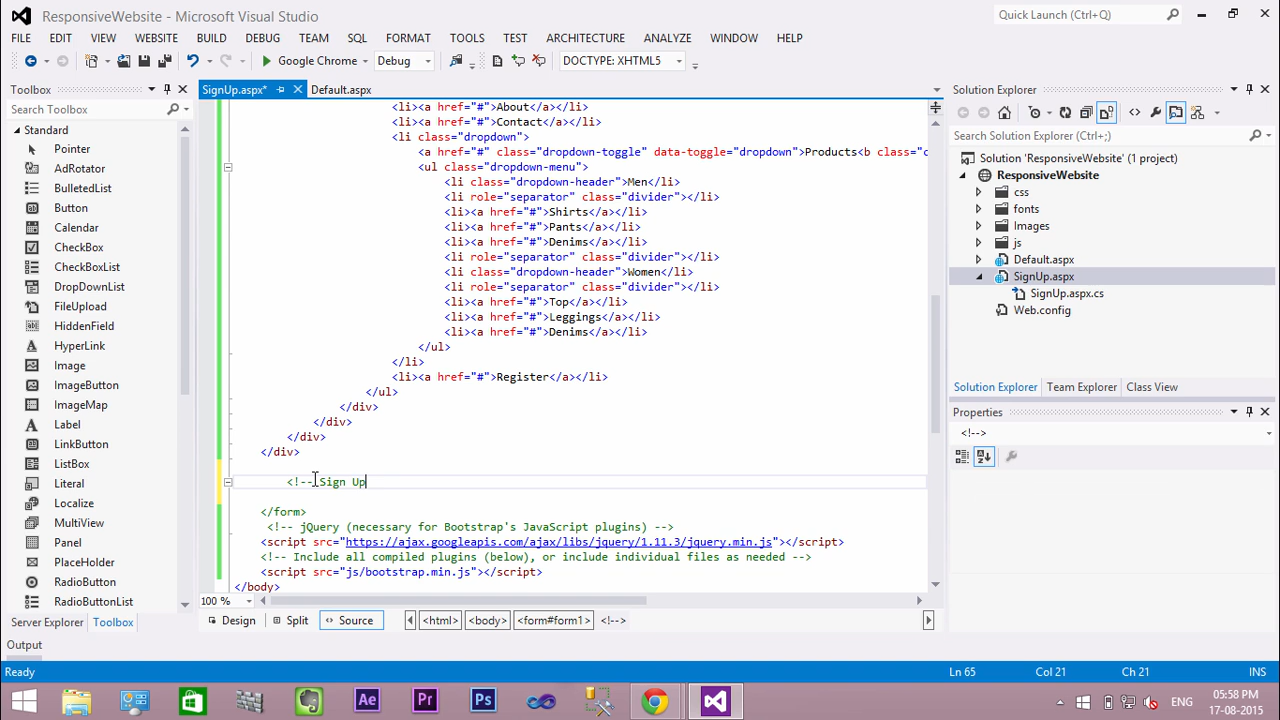 ResponsiveWebsite - Microsoft Visual Studio
Quick Launch (Ctrl+Q)
FILE EDIT VIEW WEBSITE BUILD DEBUG TEAM SQL FORMAT TOOLS TEST ARCHITECTURE ANALYZE WINDOW HELP
Google Chrome Debug DOCTYPE: XHTML5
Toolbox
Search Toolbox
Standard
Pointer
AdRotator
BulletedList
Button
Calendar
CheckBox
CheckBoxList
DropDownList
FileUpload
HiddenField
HyperLink
Image
ImageButton
ImageMap
Label
LinkButton
ListBox
Literal
Localize
MultiView
Panel
PlaceHolder
RadioButton
RadioButtonList
Server Explorer Toolbox
SignUp.aspx* Default.aspx
<li><a href="#">About</a></li>
<li><a href="#">Contact</a></li>
<li class="dropdown">
<a href="#" class="dropdown-toggle" data-toggle="dropdown">Products<b class="c
<ul class="dropdown-menu">
<li class="dropdown-header">Men</li>
<li role="separator" class="divider"></li>
<li><a href="#">Shirts</a></li>
<li><a href="#">Pants</a></li>
<li><a href="#">Denims</a></li>
<li role="separator" class="divider"></li>
<li class="dropdown-header">Women</li>
<li role="separator" class="divider"></li>
<li><a href="#">Top</a></li>
<li><a href="#">Leggings</a></li>
<li><a href="#">Denims</a></li>
</ul>
</li>
<li><a href="#">Register</a></li>
</ul>
</div>
</div>
</div>
</div>
<!-- Sign Up
</form>
<!-- jQuery (necessary for Bootstrap's JavaScript plugins) -->
<script src="https://ajax.googleapis.com/ajax/libs/jquery/1.11.3/jquery.min.js"></script>
<!-- Include all compiled plugins (below), or include individual files as needed -->
<script src="js/bootstrap.min.js"></script>
</body>
100 %
Design Split Source <html> <body> <form#form1> <!-->
Solution Explorer
Search Solution Explorer (Ctrl+;)
Solution 'ResponsiveWebsite' (1 project)
ResponsiveWebsite
css
fonts
Images
js
Default.aspx
SignUp.aspx
SignUp.aspx.cs
Web.config
Solution Explorer Team Explorer Class View
Properties
<!-->
Output
Ready Ln 65 Col 21 Ch 21 INS
Ae Pr Ps ENG
05:58 PM
17-08-2015